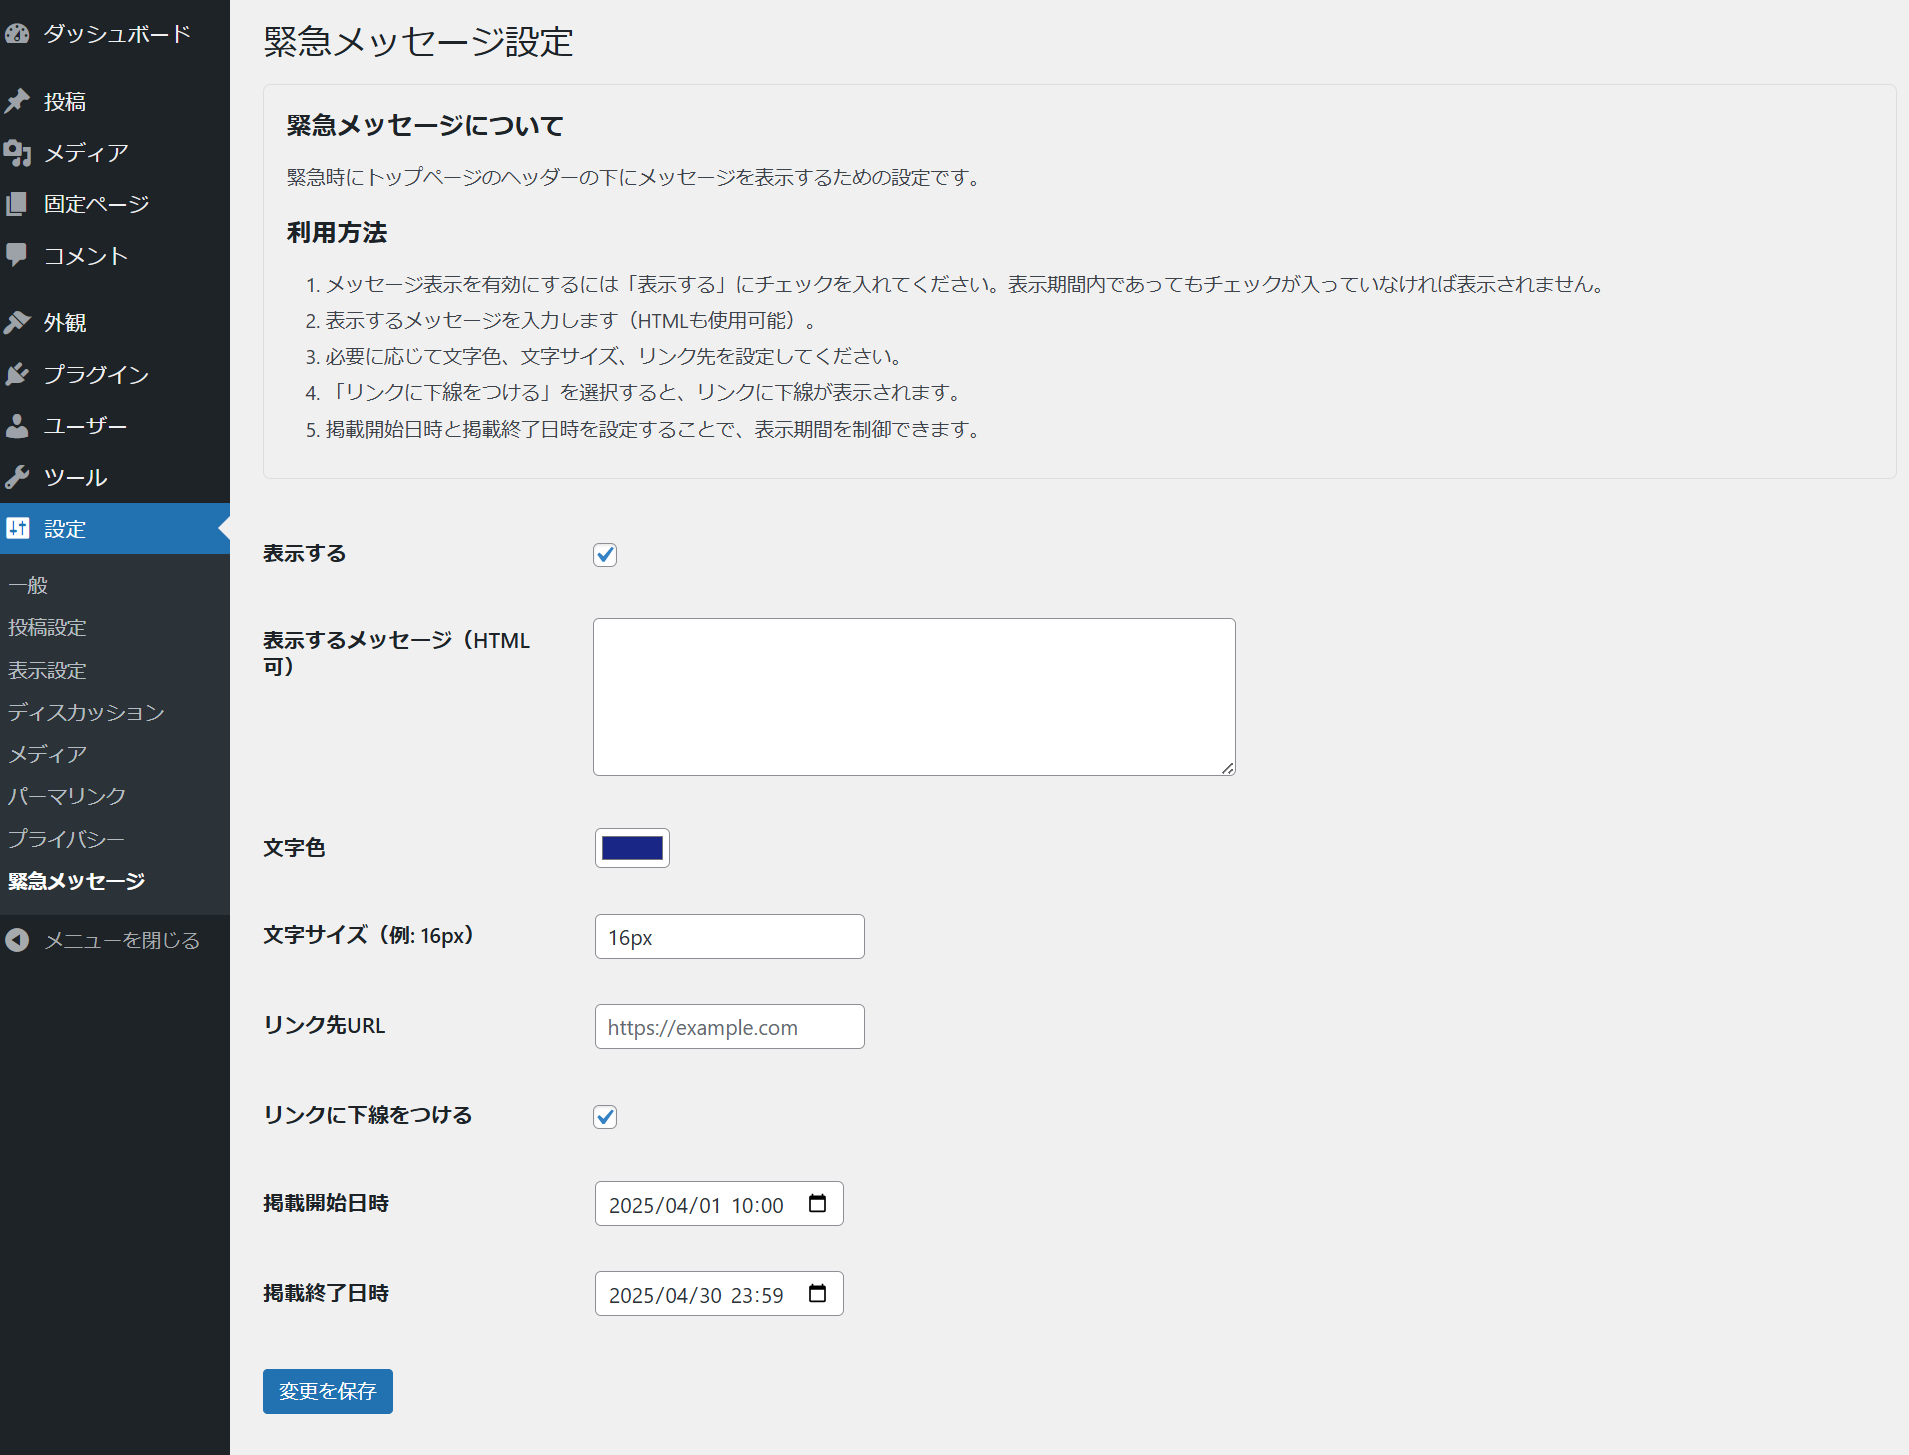 ダッシュボード
投稿
メディア
固定ページ
コメント
外観
プラグイン
ユーザー
ツール
設定
一般
投稿設定
表示設定
ディスカッション
メディア
パーマリンク
プライバシー
緊急メッセージ
メニューを閉じる
緊急メッセージ設定
緊急メッセージについて
緊急時にトップページのヘッダーの下にメッセージを表示するための設定です。
利用方法
1. メッセージ表示を有効にするには「表示する」にチェックを入れてください。表示期間内であってもチェックが入っていなければ表示されません。
2. 表示するメッセージを入力します（HTMLも使用可能）。
3. 必要に応じて文字色、文字サイズ、リンク先を設定してください。
4. 「リンクに下線をつける」を選択すると、リンクに下線が表示されます。
5. 掲載開始日時と掲載終了日時を設定することで、表示期間を制御できます。
表示する
表示するメッセージ（HTML
可）
文字色
文字サイズ（例: 16px）
16px
リンク先URL
https://example.com
リンクに下線をつける
掲載開始日時
2025/04/01 10:00
掲載終了日時
2025/04/30 23:59
変更を保存